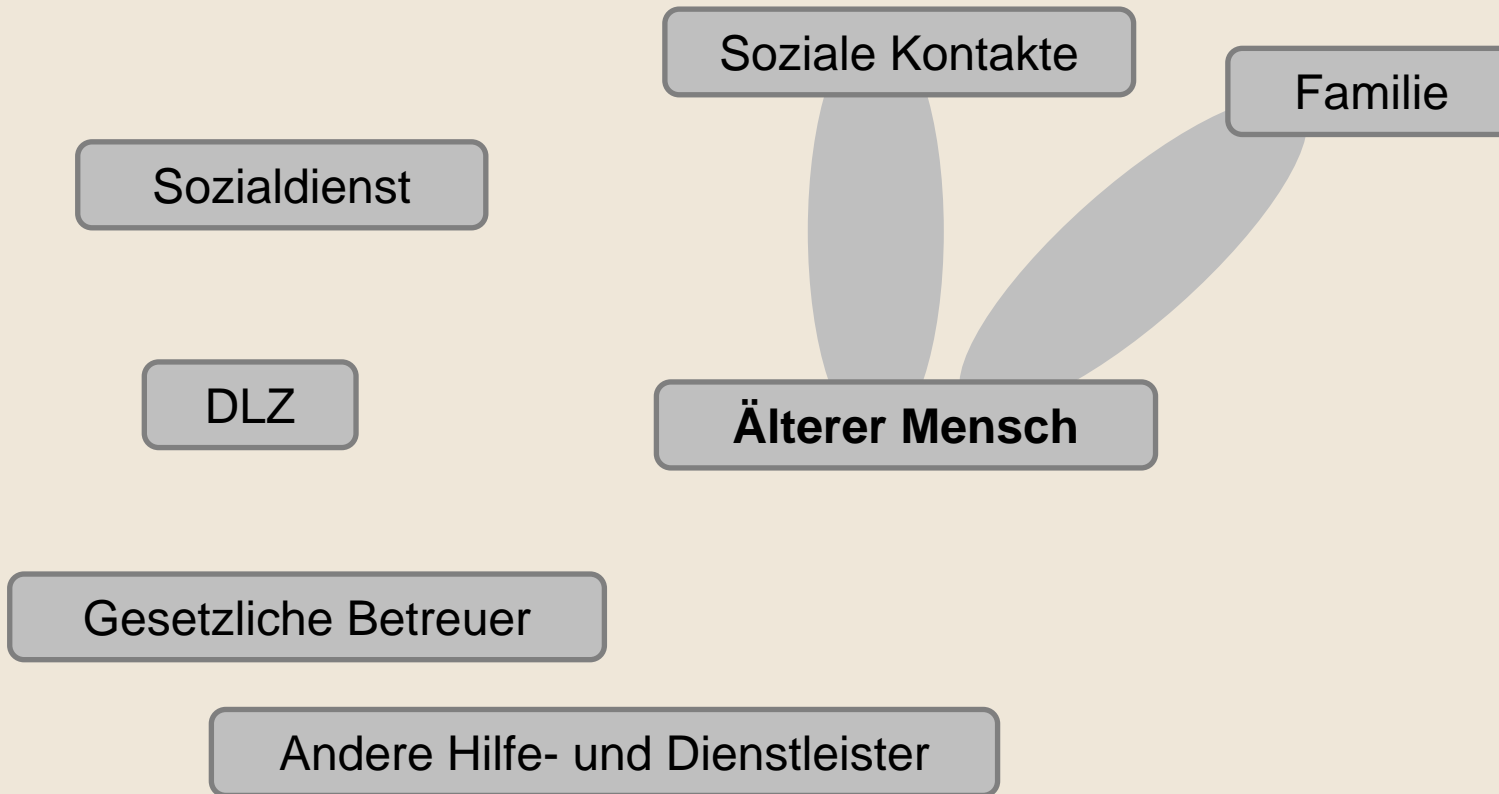 Soziale Kontakte
Familie
Sozialdienst
DLZ
Älterer Mensch
Gesetzliche Betreuer
Andere Hilfe- und Dienstleister